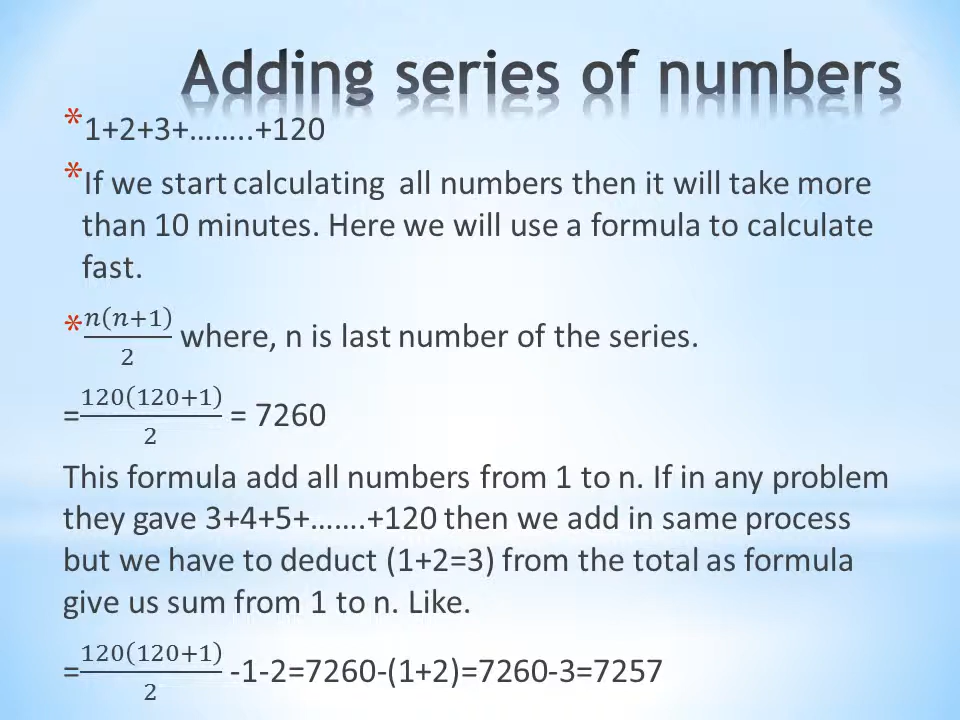 Adding series of numbers
*1+2+3+……..+120
*If we start calculating all numbers then it will take more
than 10 minutes. Here we will use a formula to calculate
fast.
*n(n+1)/2 where, n is last number of the series.
=120(120+1)/2 = 7260
This formula add all numbers from 1 to n. If in any problem
they gave 3+4+5+…….+120 then we add in same process
but we have to deduct (1+2=3) from the total as formula
give us sum from 1 to n. Like.
=120(120+1)/2 -1-2=7260-(1+2)=7260-3=7257